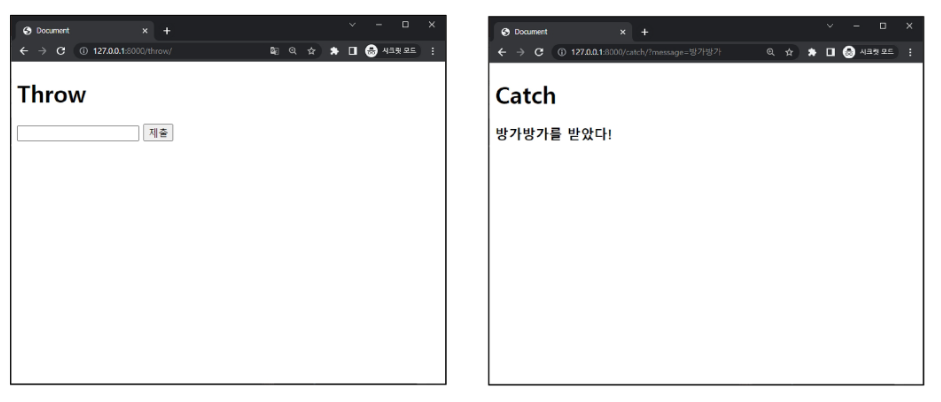 Document
127.0.0.1:8000/throw/
시크릿 모드
Throw
제출
Document
127.0.0.1:8000/catch/?message=방가방가
시크릿 모드
Catch
방가방가를 받았다!